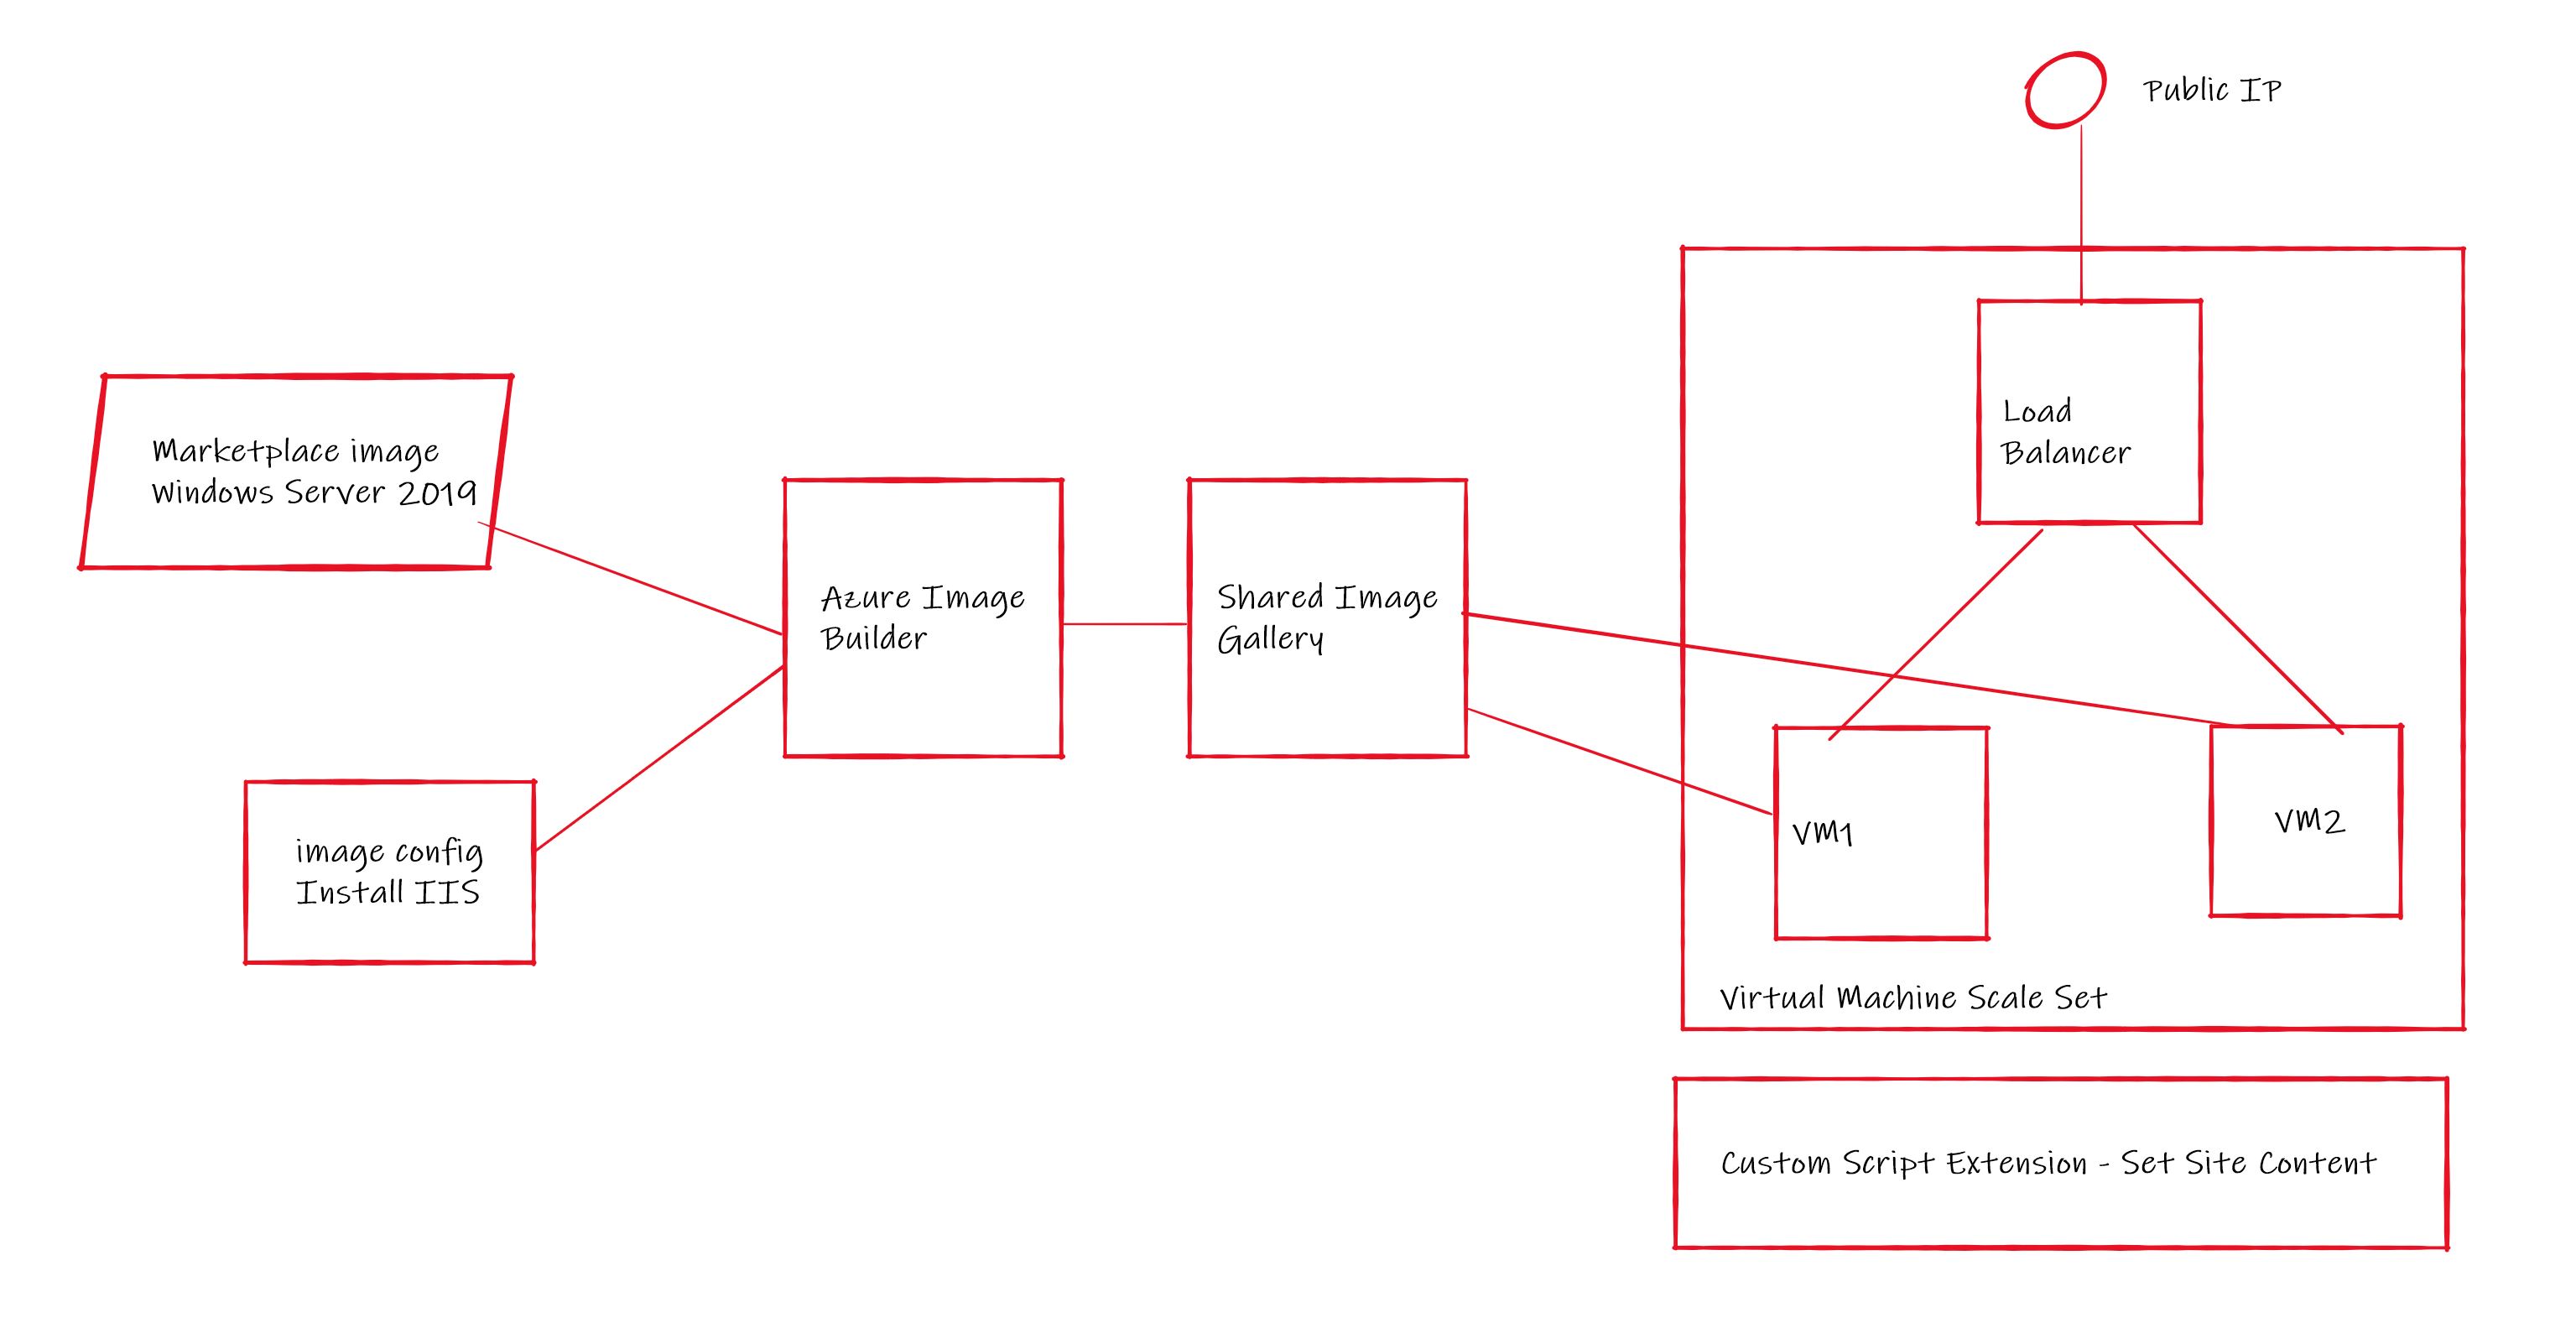 Public IP
Load
Balancer
Marketplace image
Windows Server 2019
Azure Image
Builder
Shared Image
Gallery
image config
Install IIS
VM1
VM2
Virtual Machine Scale Set
Custom Script Extension - Set Site Content